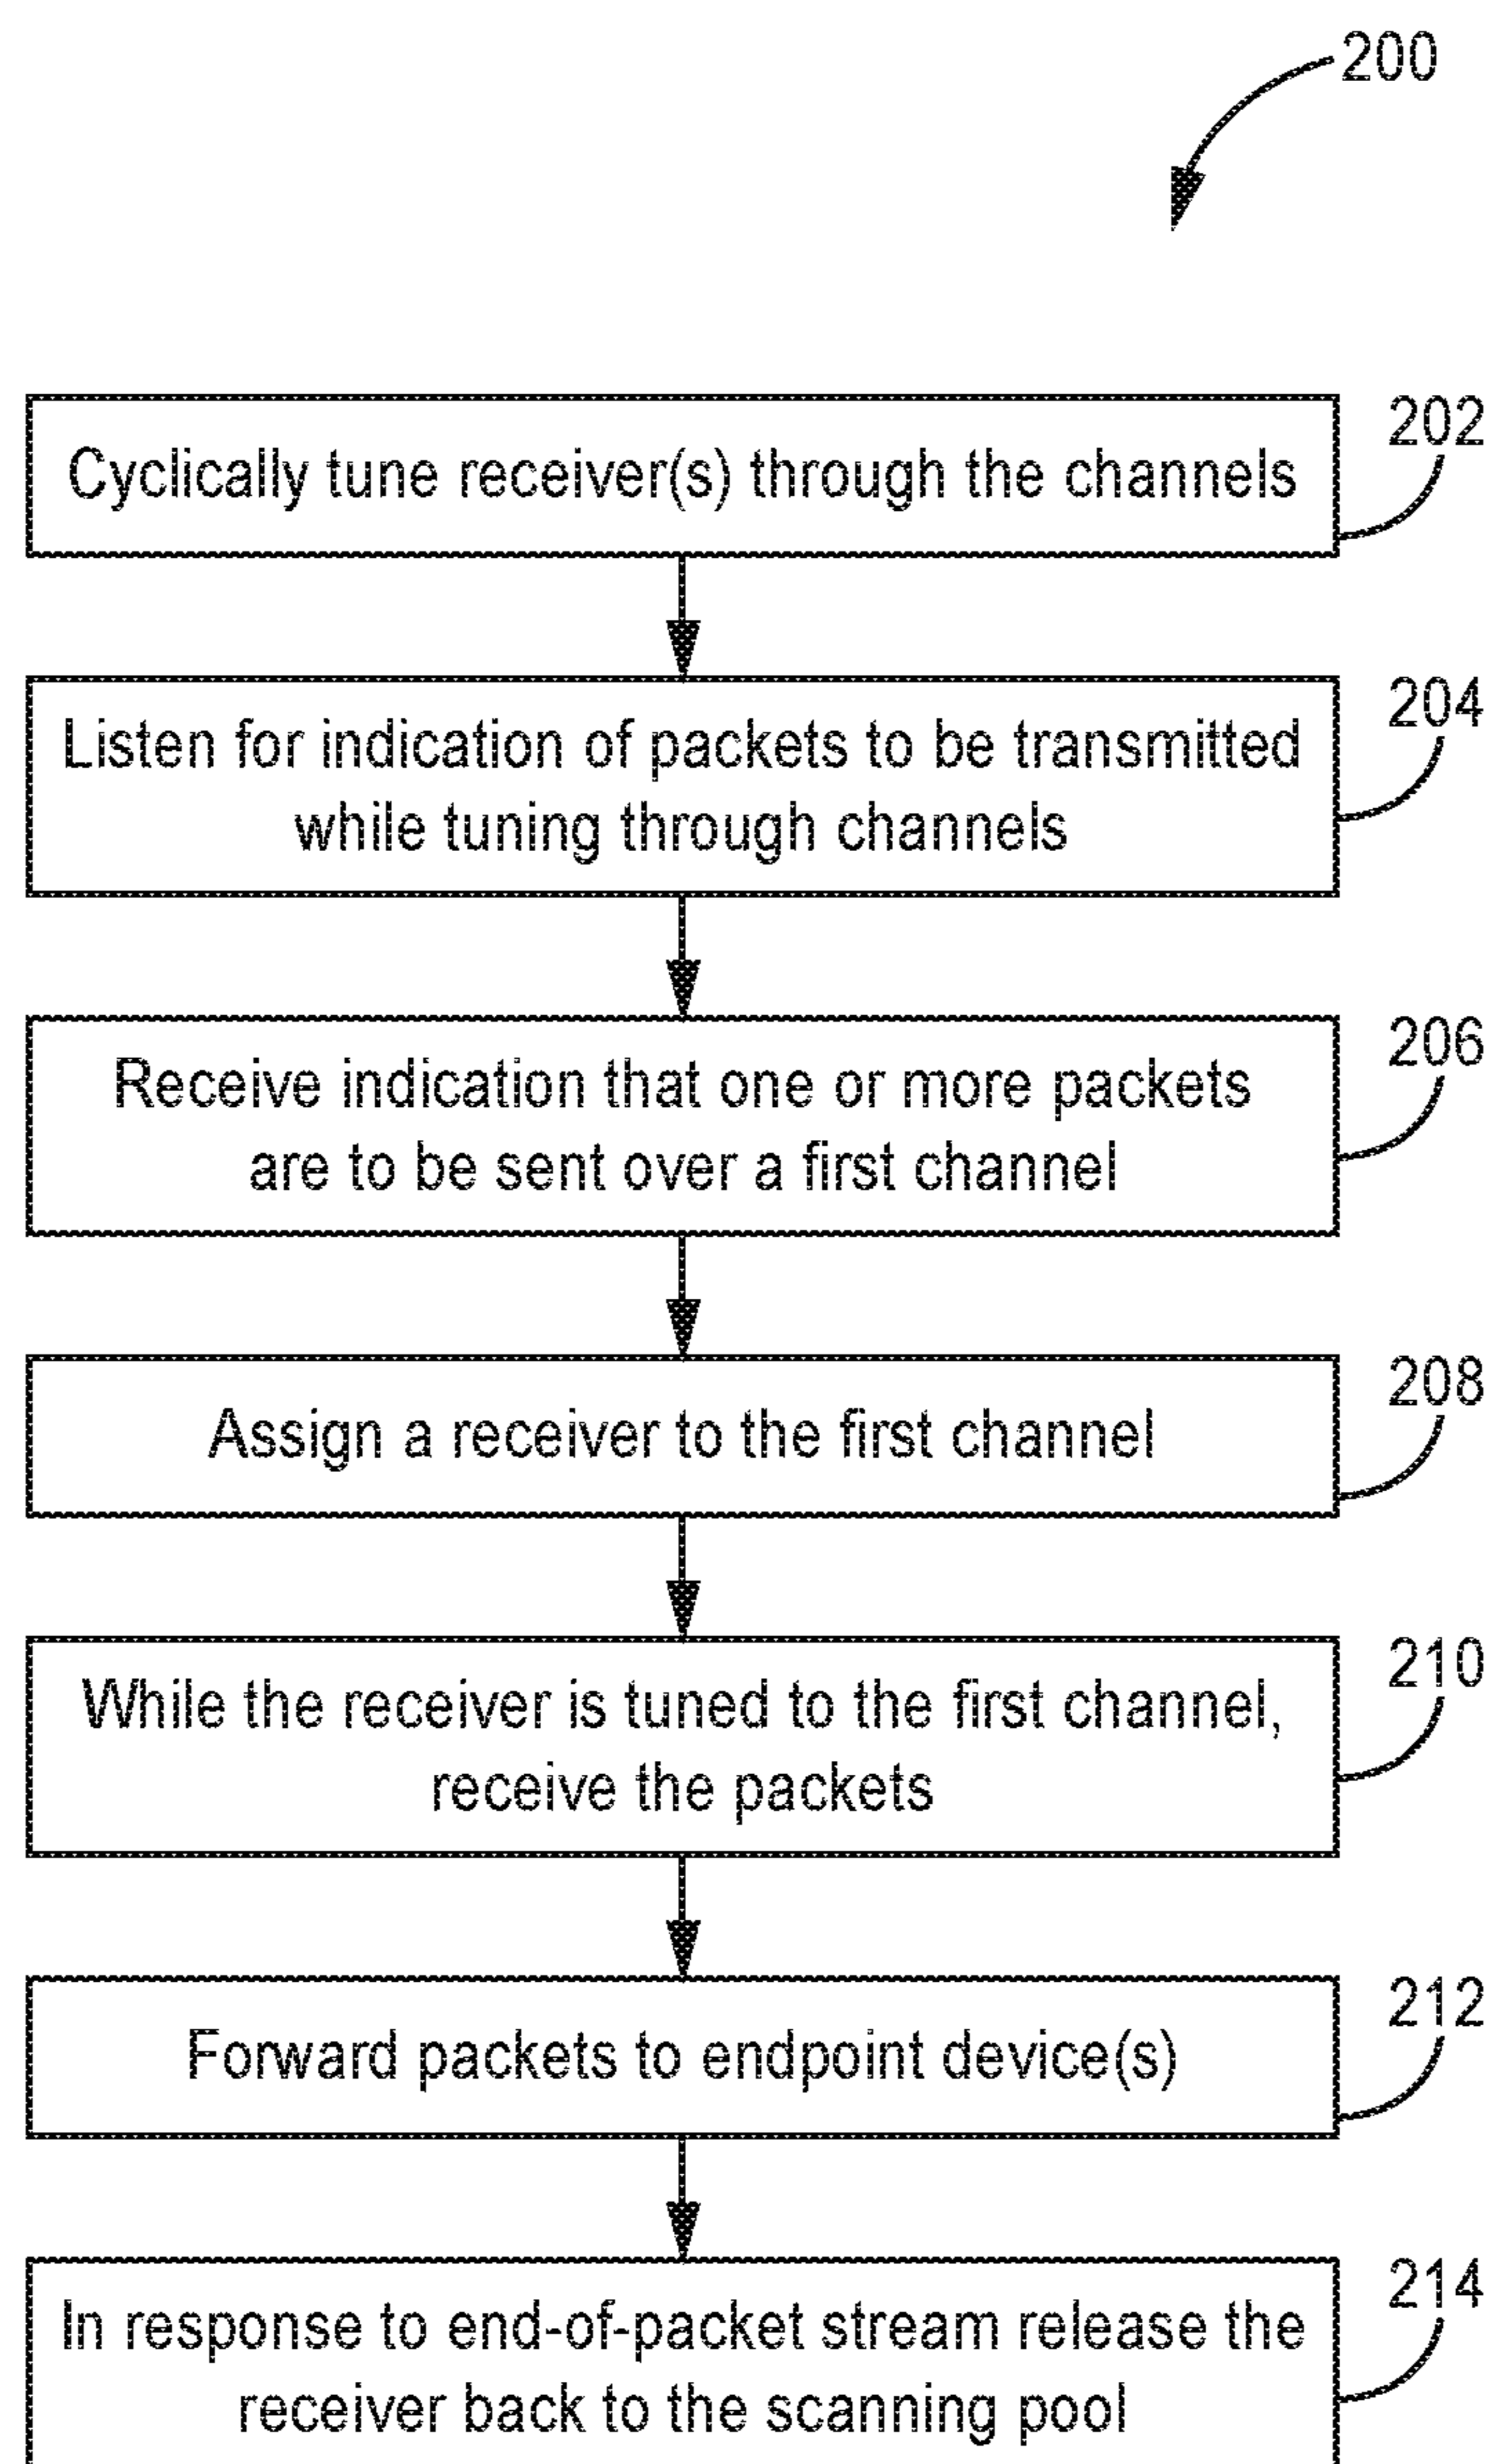 200
Cyclically tune receiver(s) through the channels
202
Listen for indication of packets to be transmitted
while tuning through channels
204
Receive indication that one or more packets
are to be sent over a first channel
206
Assign a receiver to the first channel
208
While the receiver is tuned to the first channel,
receive the packets
210
Forward packets to endpoint device(s)
212
In response to end-of-packet stream release the
receiver back to the scanning pool
214